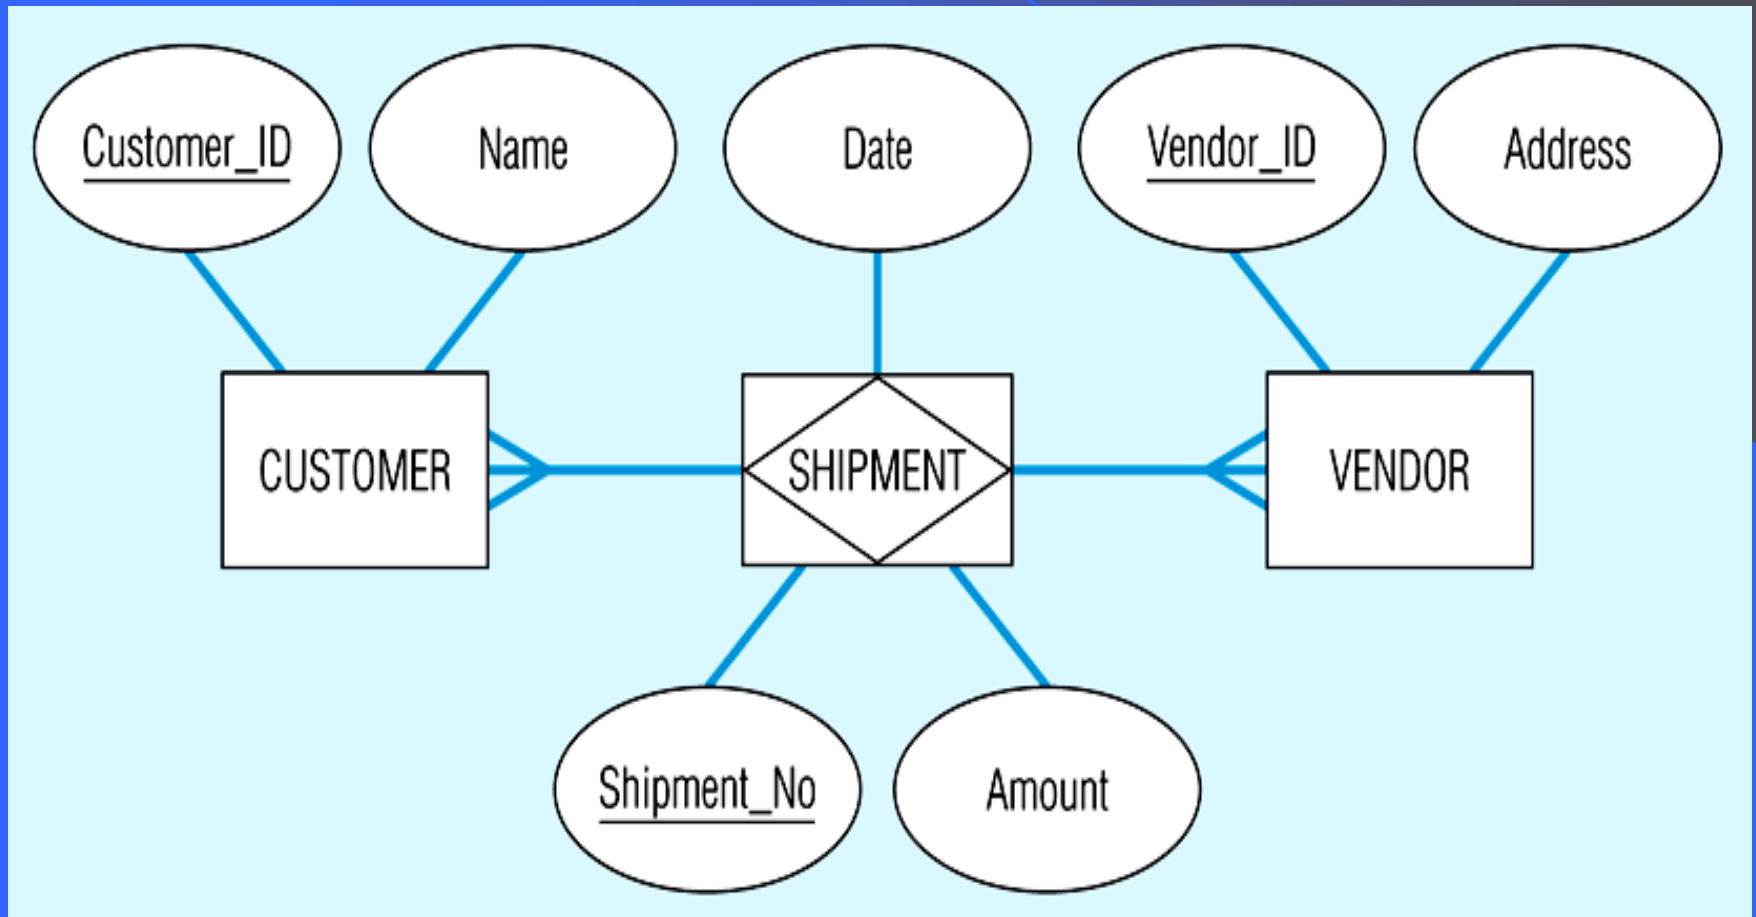 Customer_ID
Name
Date
Vendor_ID
Address
CUSTOMER
SHIPMENT
VENDOR
Shipment_No
Amount